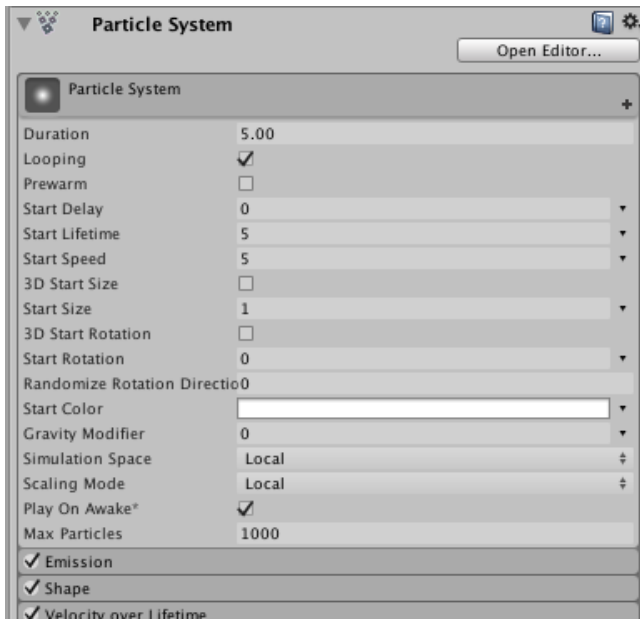 Particle System
Open Editor...
Particle System
Duration 5.00
Looping
Prewarm
Start Delay 0
Start Lifetime 5
Start Speed 5
3D Start Size
Start Size 1
3D Start Rotation
Start Rotation 0
Randomize Rotation Directio0
Start Color
Gravity Modifier 0
Simulation Space Local
Scaling Mode Local
Play On Awake*
Max Particles 1000
Emission
Shape
Velocity over Lifetime